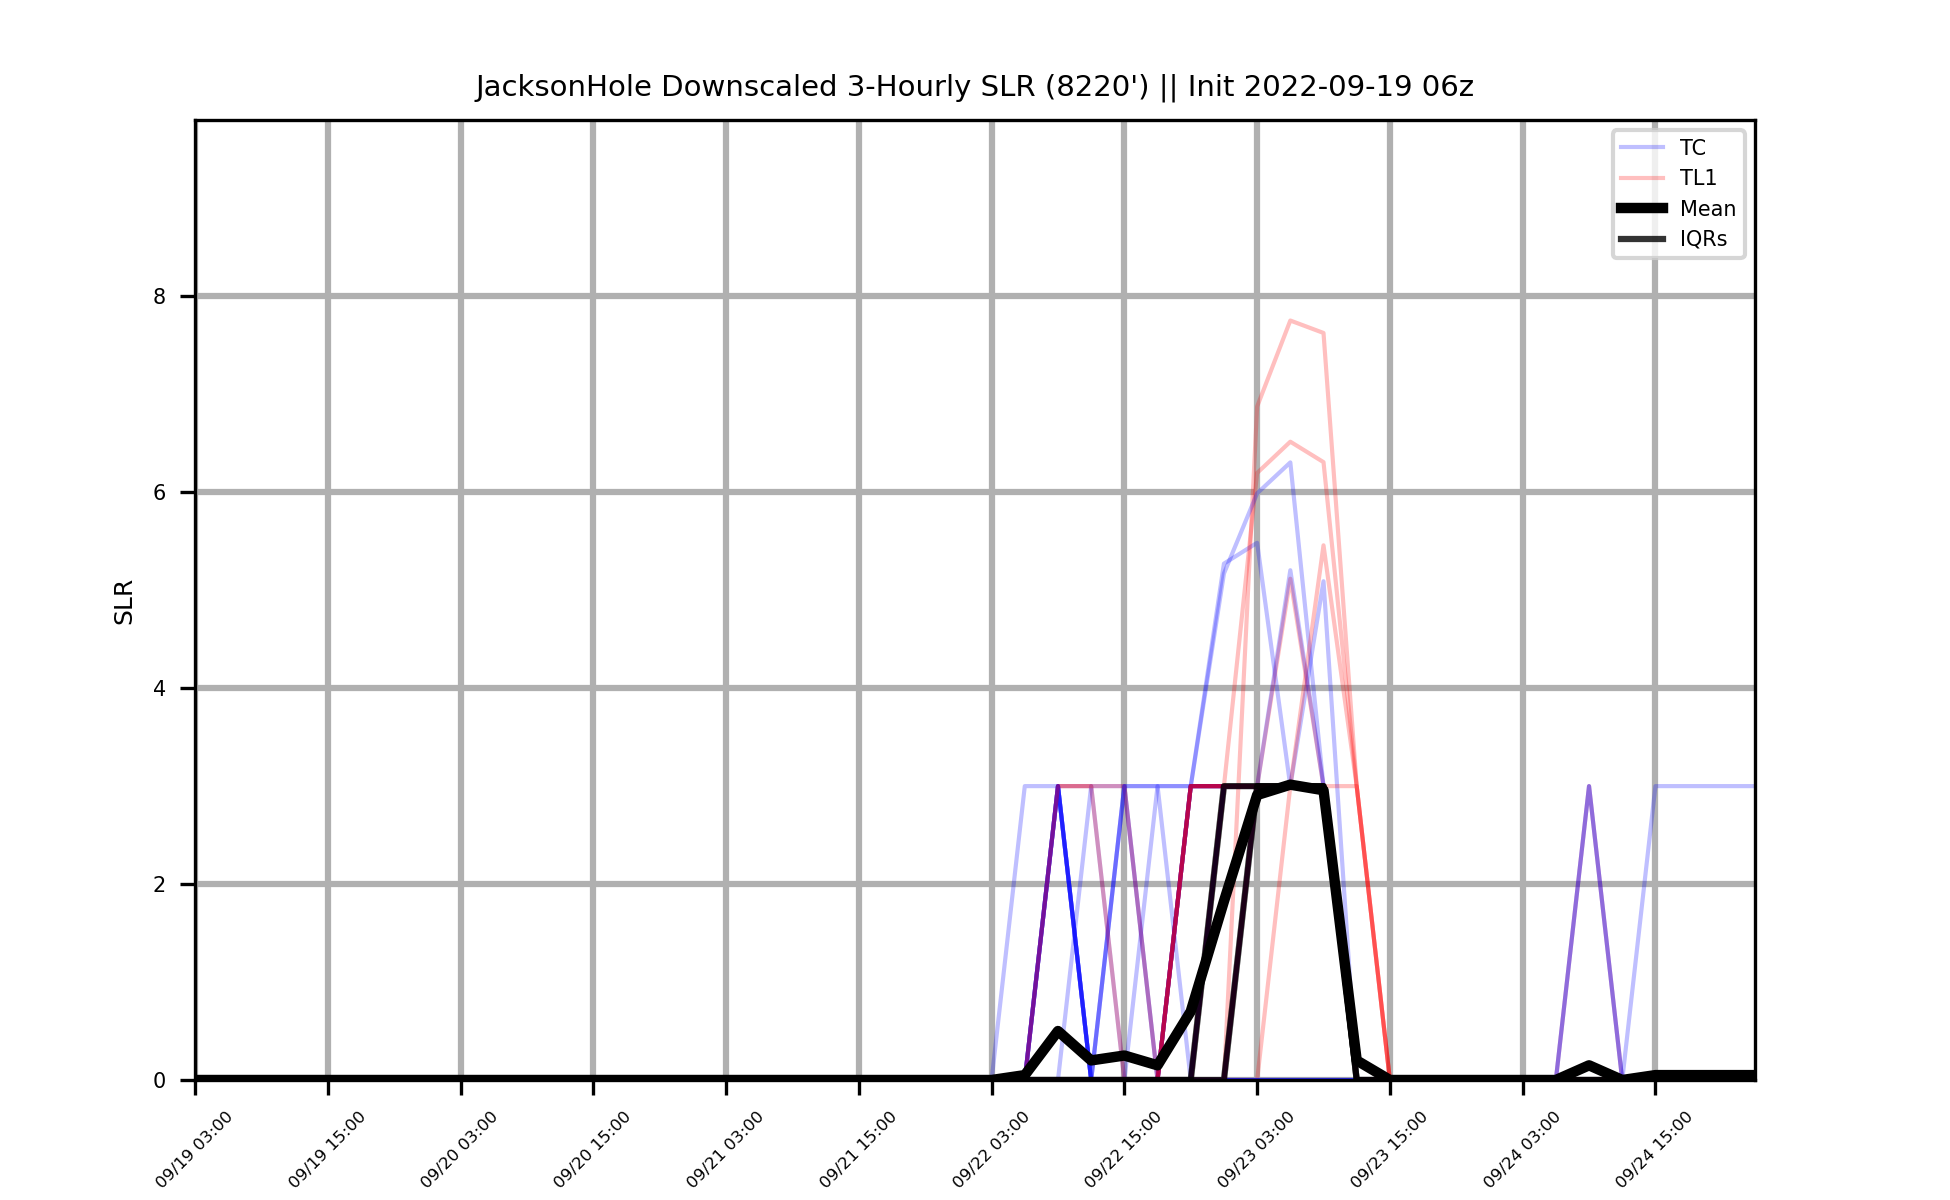 JacksonHole Downscaled 3-Hourly SLR (8220') || Init 2022-09-19 06z
TC
TL1
Mean
IQRs
SLR
8
6
4
2
0
09/19 03:00
09/19 15:00
09/20 03:00
09/20 15:00
09/21 03:00
09/21 15:00
09/22 03:00
09/22 15:00
09/23 03:00
09/23 15:00
09/24 03:00
09/24 15:00